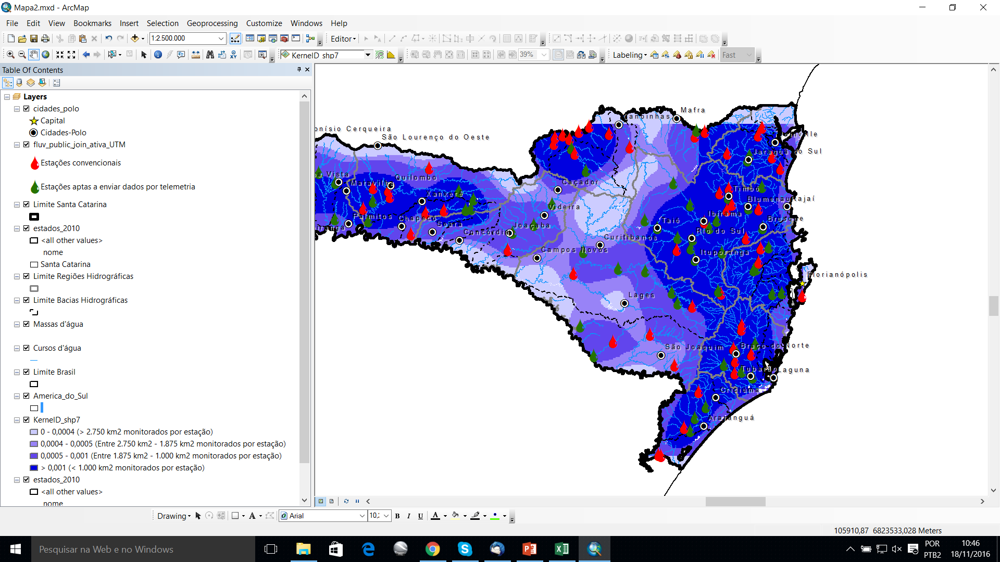 Mapa2.mxd - ArcMap
File Edit View Bookmarks Insert Selection Geoprocessing Customize Windows Help
1:2.500.000
Editor
KernelD_shp7
39%
Labeling
Fast
Table Of Contents
Layers
cidades_polo
Capital
Cidades-Polo
fluv_public_join_ativa_UTM
Estações convencionais
Estações aptas a enviar dados por telemetria
Limite Santa Catarina
estados_2010
<all other values>
nome
Santa Catarina
Limite Regiões Hidrográficas
Limite Bacias Hidrográficas
Massas d'água
Cursos d'água
Limite Brasil
America_do_Sul
KernelD_shp7
0 - 0,0004 (> 2.750 km2 monitorados por estação)
0,0004 - 0,0005 (Entre 2.750 km2 - 1.875 km2 monitorados por estação)
0,0005 - 0,001 (Entre 1.875 km2 - 1.000 km2 monitorados por estação)
> 0,001 (< 1.000 km2 monitorados por estação)
estados_2010
<all other values>
nome
Mafra
Canoinhas
onísio Cerqueira
São Lourenço do Oeste
Jaraguá do Sul
Vista
Maravilha
Quilombo
Caçador
Timbó
Xanxerê
Blumenau
Itajaí
Videira
Palmitos
Chapecó
Seara
Concórdia
Joaçaba
Taió
Ibirama
Brusque
Rio do Sul
Curitibanos
Campos Novos
Ituporanga
Florianópolis
Lages
São Joaquim
Braço do Norte
Tubarão
Laguna
Criciúma
Araranguá
Drawing
Arial
B I U A
105910,87 6823533,028 Meters
Pesquisar na Web e no Windows
POR
PTB2
10:46
18/11/2016